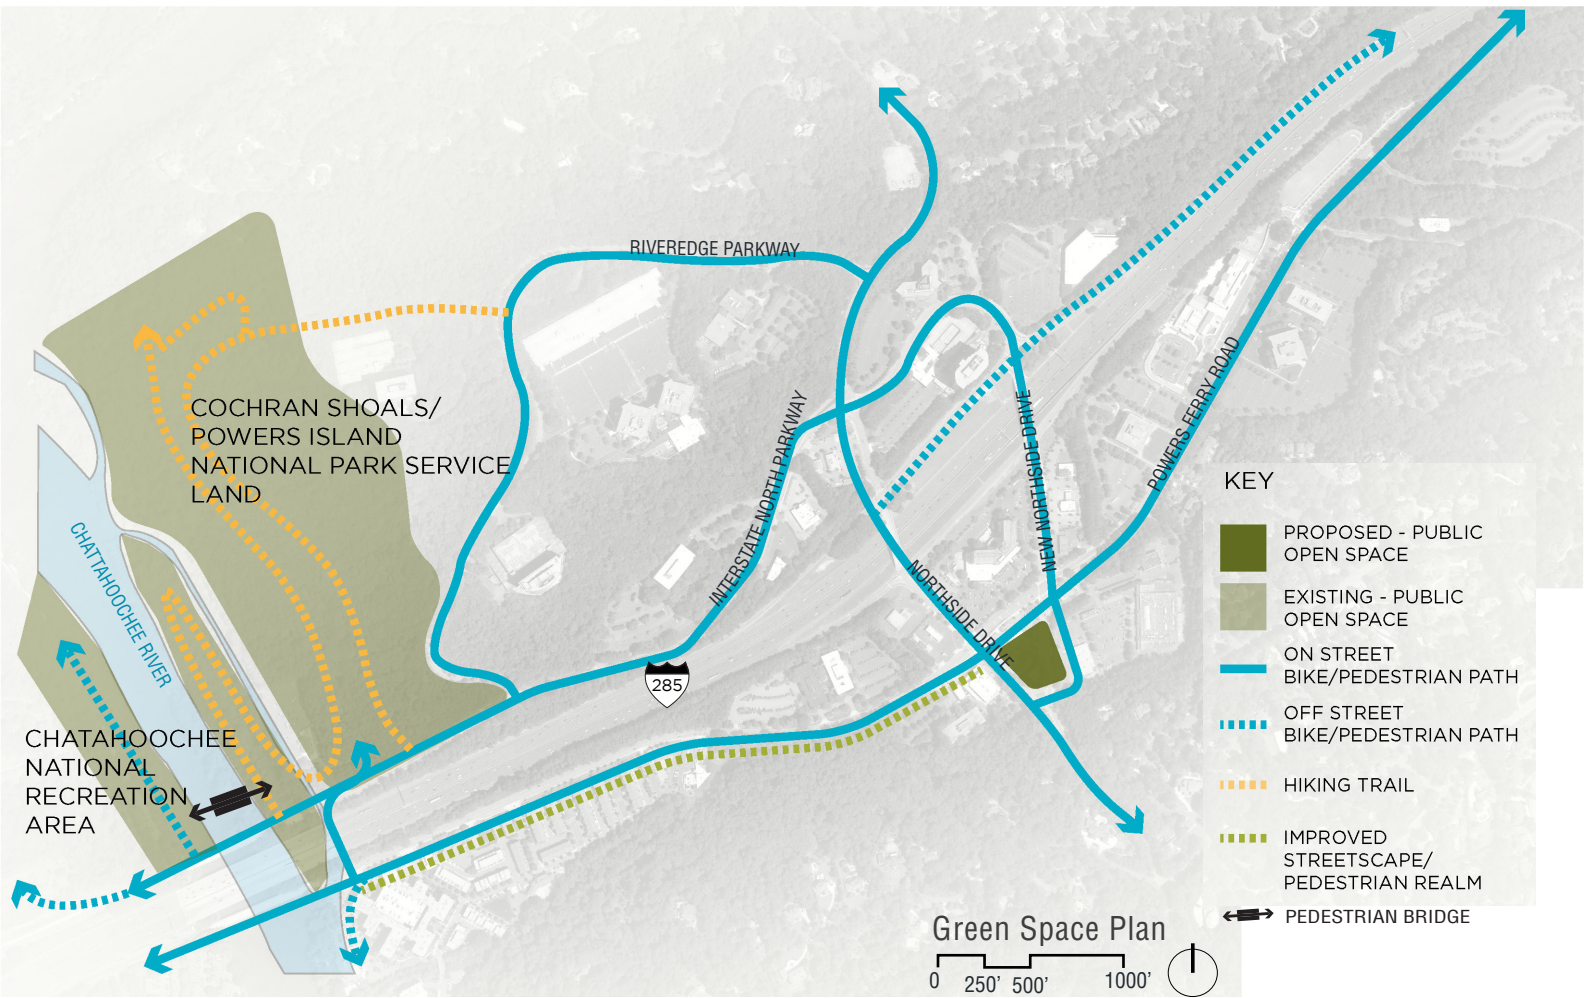 RIVEREDGE PARKWAY
COCHRAN SHOALS/
POWERS ISLAND
NATIONAL PARK SERVICE
LAND
INTERSTATE NORTH PARKWAY
NEW NORTHSIDE DRIVE
POWERS FERRY ROAD
NORTHSIDE DRIVE
CHATTAHOOCHEE RIVER
285
CHATAHOOCHEE
NATIONAL
RECREATION
AREA
KEY
PROPOSED - PUBLIC
OPEN SPACE
EXISTING - PUBLIC
OPEN SPACE
ON STREET
BIKE/PEDESTRIAN PATH
OFF STREET
BIKE/PEDESTRIAN PATH
HIKING TRAIL
IMPROVED
STREETSCAPE/
PEDESTRIAN REALM
PEDESTRIAN BRIDGE
Green Space Plan
0 250' 500' 1000'